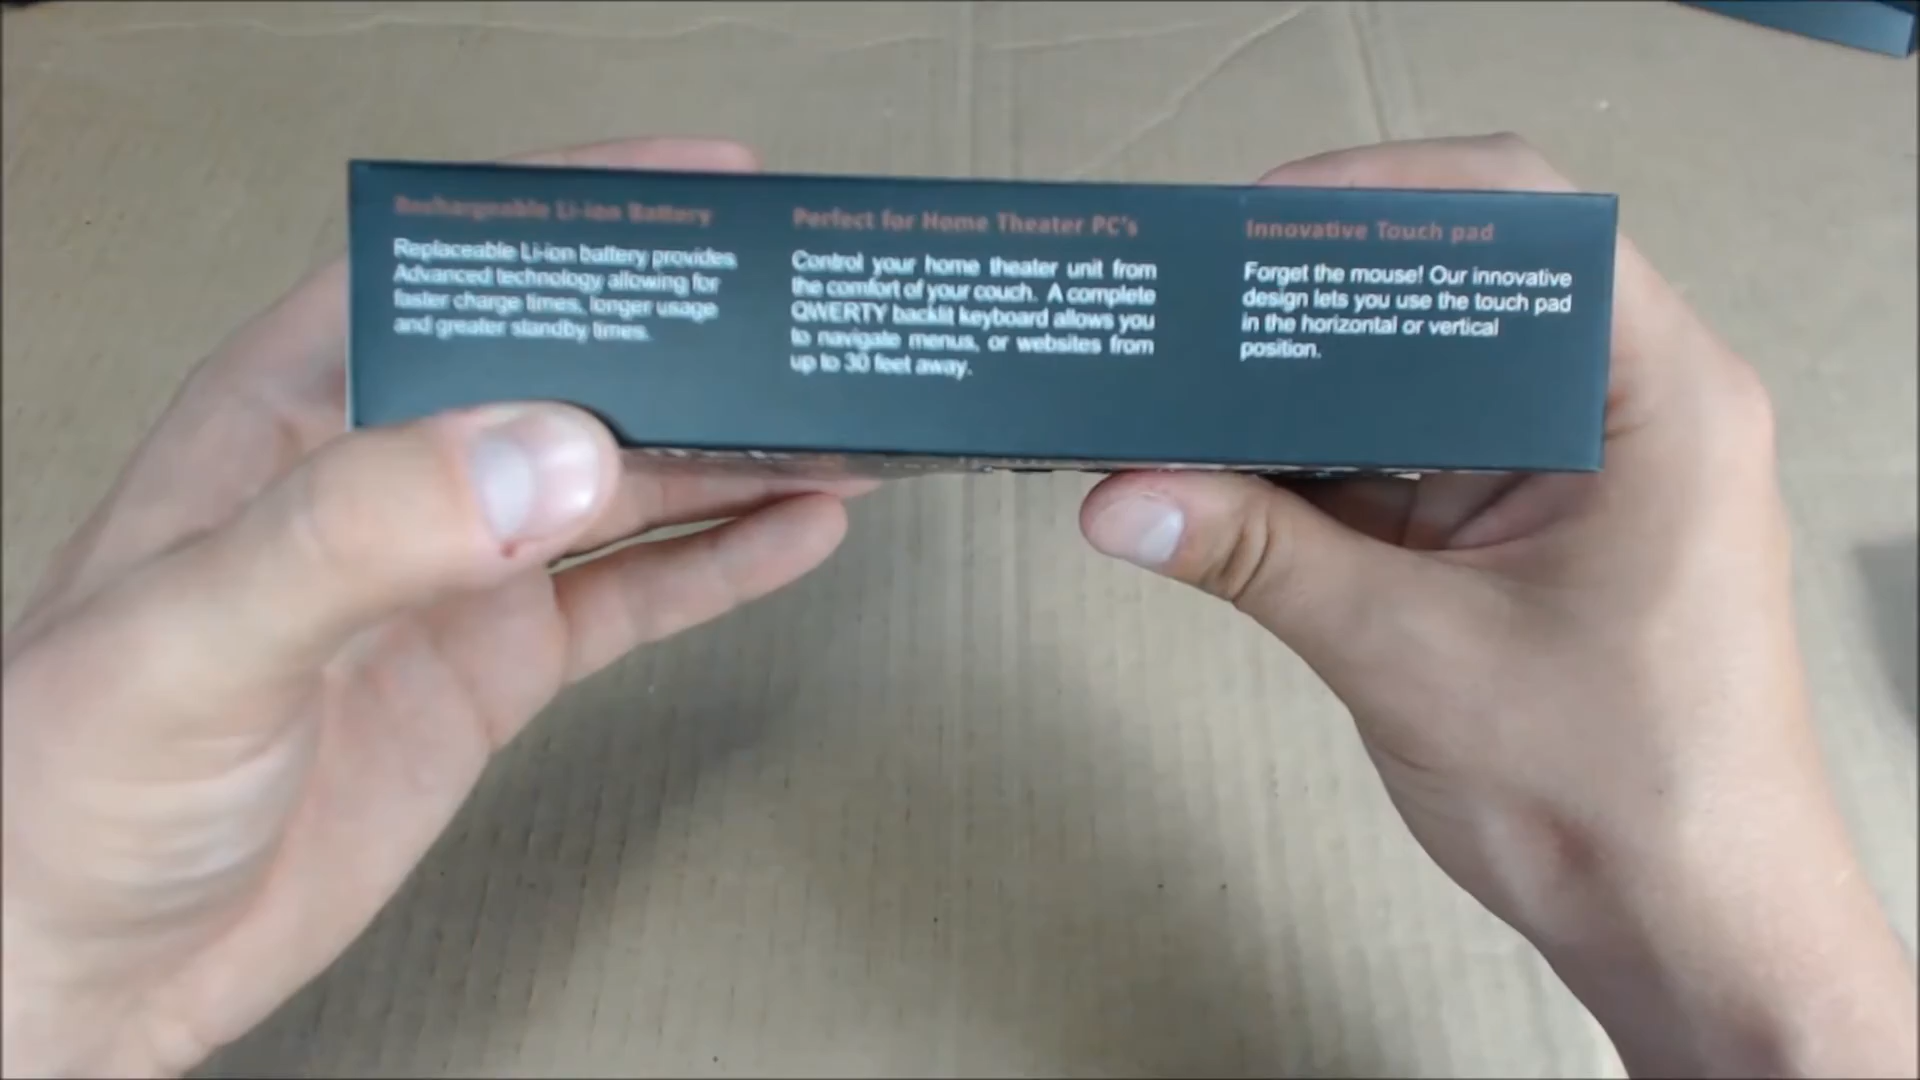 Rechargeable Li-ion Battery
Replaceable Li-ion battery provides
Advanced technology allowing for
faster charge times, longer usage
and greater standby times.
Perfect for Home Theater PC's
Control your home theater unit from
the comfort of your couch. A complete
QWERTY backlit keyboard allows you
to navigate menus, or websites from
up to 30 feet away.
Innovative Touch pad
Forget the mouse! Our innovative
design lets you use the touch pad
in the horizontal or vertical
position.